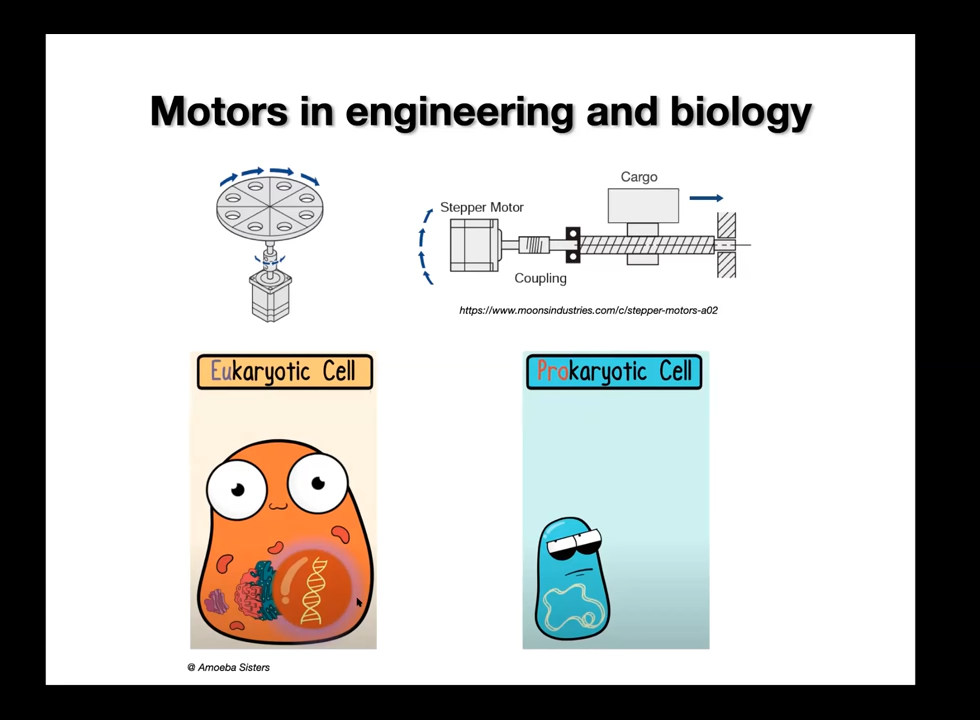 Motors in engineering and biology
Cargo
Stepper Motor
Coupling
https://www.moonsindustries.com/c/stepper-motors-a02
Eukaryotic Cell
Prokaryotic Cell
@ Amoeba Sisters